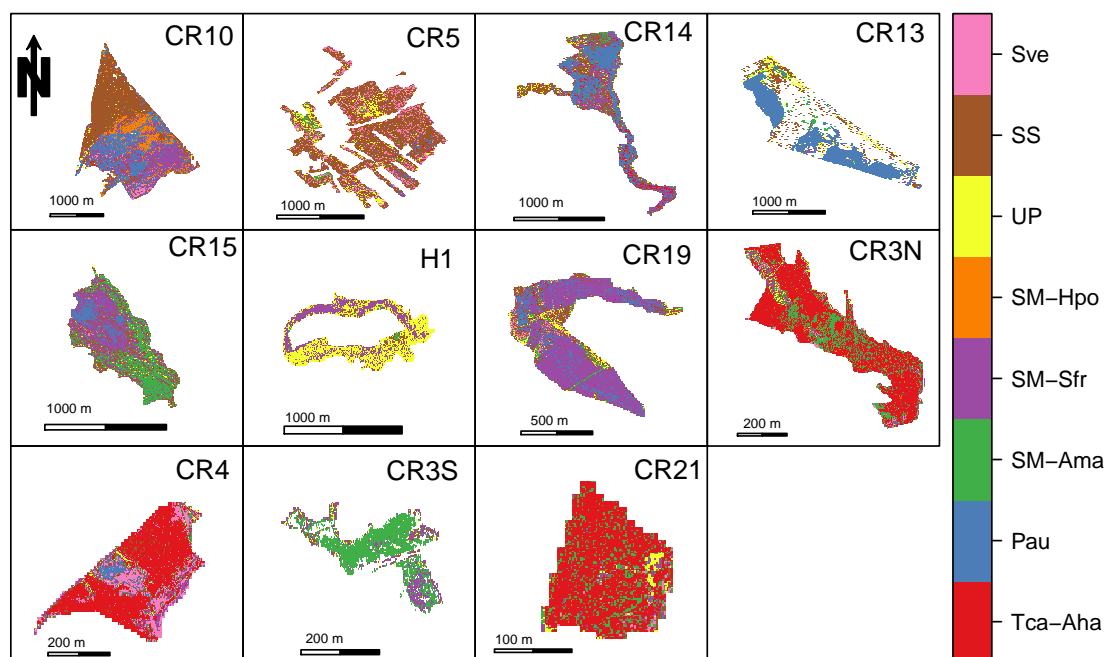 N
CR10
1000 m
CR5
1000 m
CR14
1000 m
CR13
1000 m
CR15
1000 m
H1
1000 m
CR19
500 m
CR3N
200 m
CR4
200 m
CR3S
200 m
CR21
100 m
Sve
SS
UP
SM−Hpo
SM−Sfr
SM−Ama
Pau
Tca−Aha